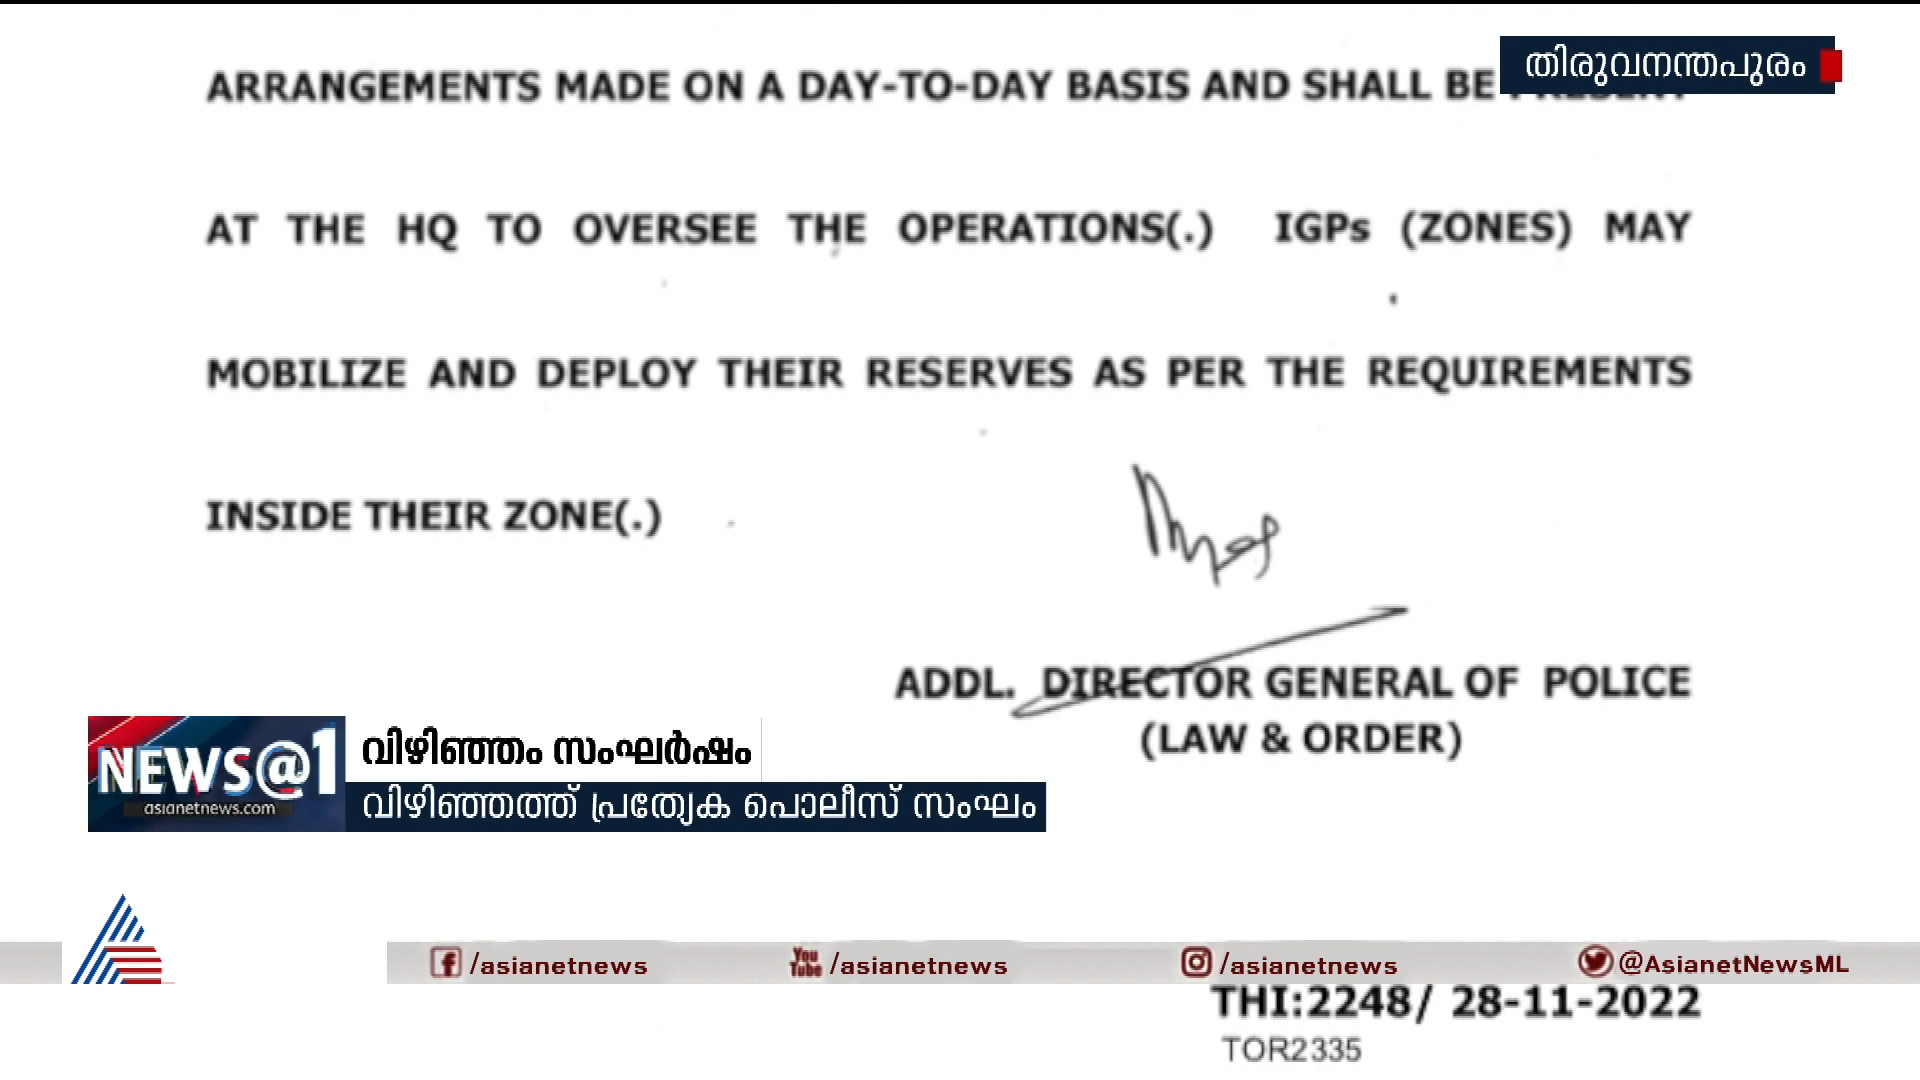 തിരുവനന്തപുരം
ARRANGEMENTS MADE ON A DAY-TO-DAY BASIS AND SHALL BE PRESENT
AT THE HQ TO OVERSEE THE OPERATIONS(.) IGPs (ZONES) MAY
MOBILIZE AND DEPLOY THEIR RESERVES AS PER THE REQUIREMENTS
INSIDE THEIR ZONE(.)
ADDL. DIRECTOR GENERAL OF POLICE
(LAW & ORDER)
NEWS@1
asianetnews.com
വിഴിഞ്ഞം സംഘർഷം
വിഴിഞ്ഞത്ത് പ്രത്യേക പൊലീസ് സംഘം
/asianetnews
You Tube /asianetnews
/asianetnews
@AsianetNewsML
THI:2248/ 28-11-2022
TOR2335